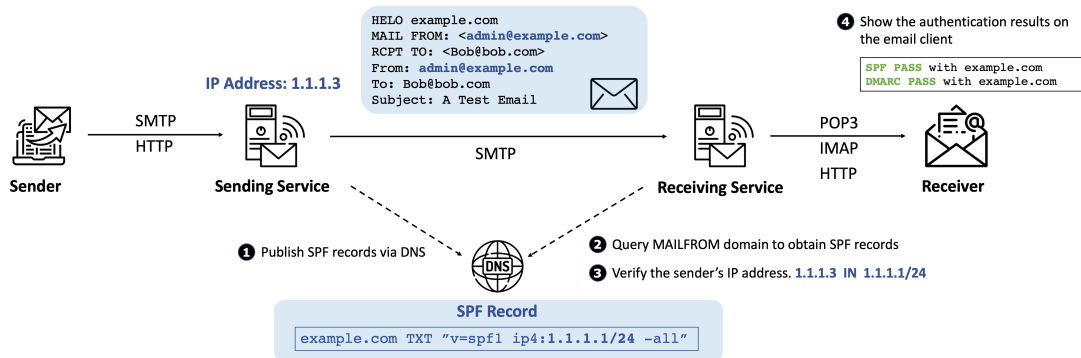 HELO example.com
MAIL FROM: <admin@example.com>
RCPT TO: <Bob@bob.com>
From: admin@example.com
To: Bob@bob.com
Subject: A Test Email
4 Show the authentication results on
the email client
SPF PASS with example.com
DMARC PASS with example.com
IP Address: 1.1.1.3
SMTP
HTTP
SMTP
POP3
IMAP
HTTP
Sender
Sending Service
Receiving Service
Receiver
1 Publish SPF records via DNS
DNS
2 Query MAILFROM domain to obtain SPF records
3 Verify the sender’s IP address. 1.1.1.3 IN 1.1.1.1/24
SPF Record
example.com TXT ”v=spf1 ip4:1.1.1.1/24 -all”